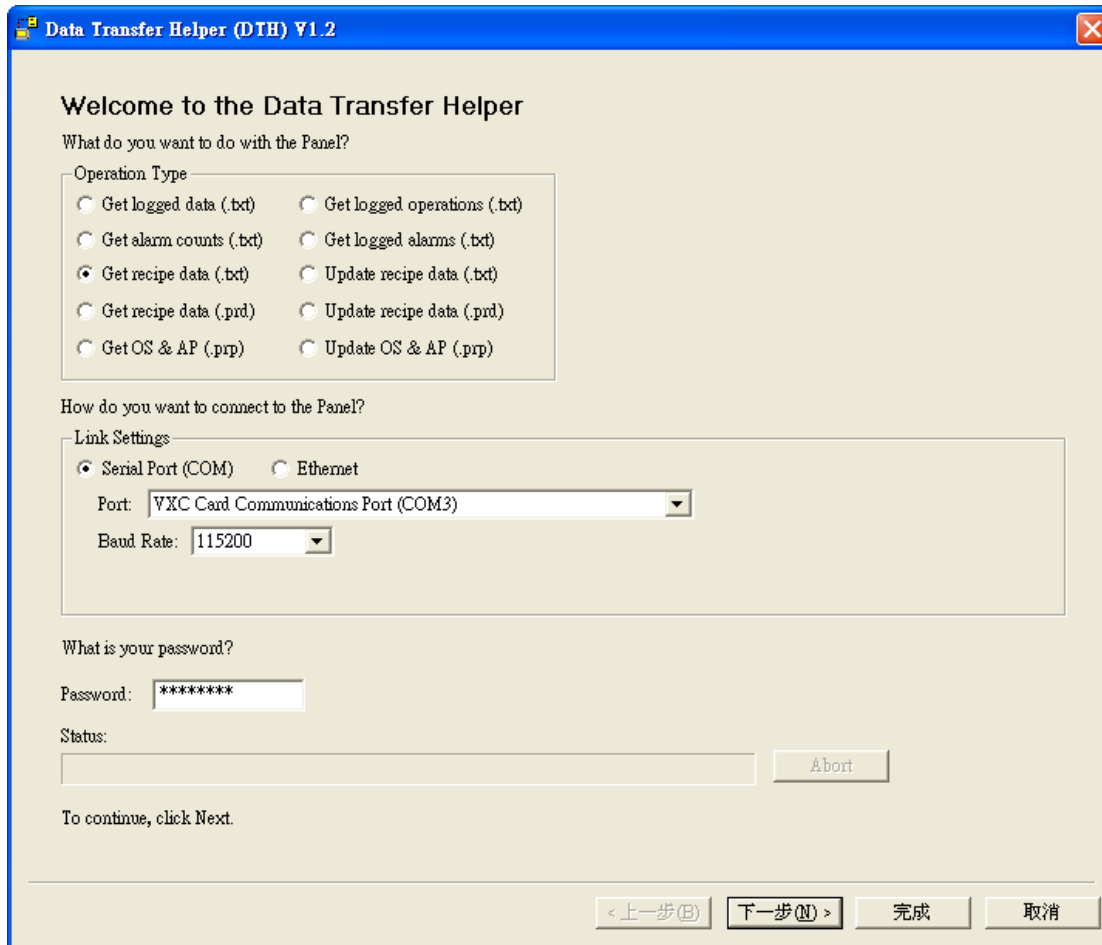 Data Transfer Helper (DTH) V1.2
Welcome to the Data Transfer Helper
What do you want to do with the Panel?
Operation Type
Get logged data (.txt) Get logged operations (.txt)
Get alarm counts (.txt) Get logged alarms (.txt)
Get recipe data (.txt) Update recipe data (.txt)
Get recipe data (.prd) Update recipe data (.prd)
Get OS & AP (.prp) Update OS & AP (.prp)
How do you want to connect to the Panel?
Link Settings
Serial Port (COM) Ethernet
Port: VXC Card Communications Port (COM3)
Baud Rate: 115200
What is your password?
Password: ********
Status:
Abort
To continue, click Next.
< 上一步(B) 下一步(N) > 完成 取消